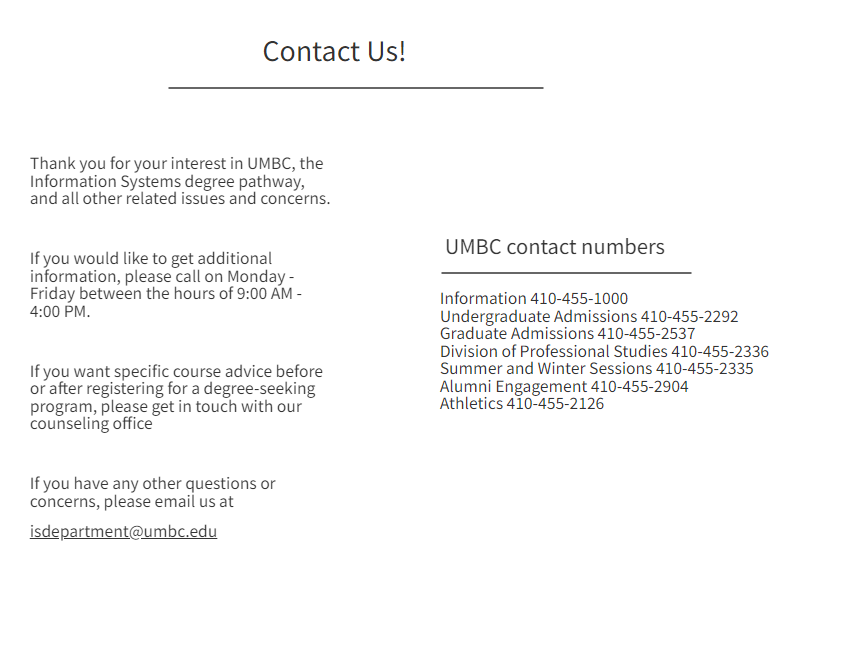 Contact Us!
Thank you for your interest in UMBC, the
Information Systems degree pathway,
and all other related issues and concerns.
If you would like to get additional
information, please call on Monday -
Friday between the hours of 9:00 AM -
4:00 PM.
If you want specific course advice before
or after registering for a degree-seeking
program, please get in touch with our
counseling office
If you have any other questions or
concerns, please email us at
isdepartment@umbc.edu
UMBC contact numbers
Information 410-455-1000
Undergraduate Admissions 410-455-2292
Graduate Admissions 410-455-2537
Division of Professional Studies 410-455-2336
Summer and Winter Sessions 410-455-2335
Alumni Engagement 410-455-2904
Athletics 410-455-2126